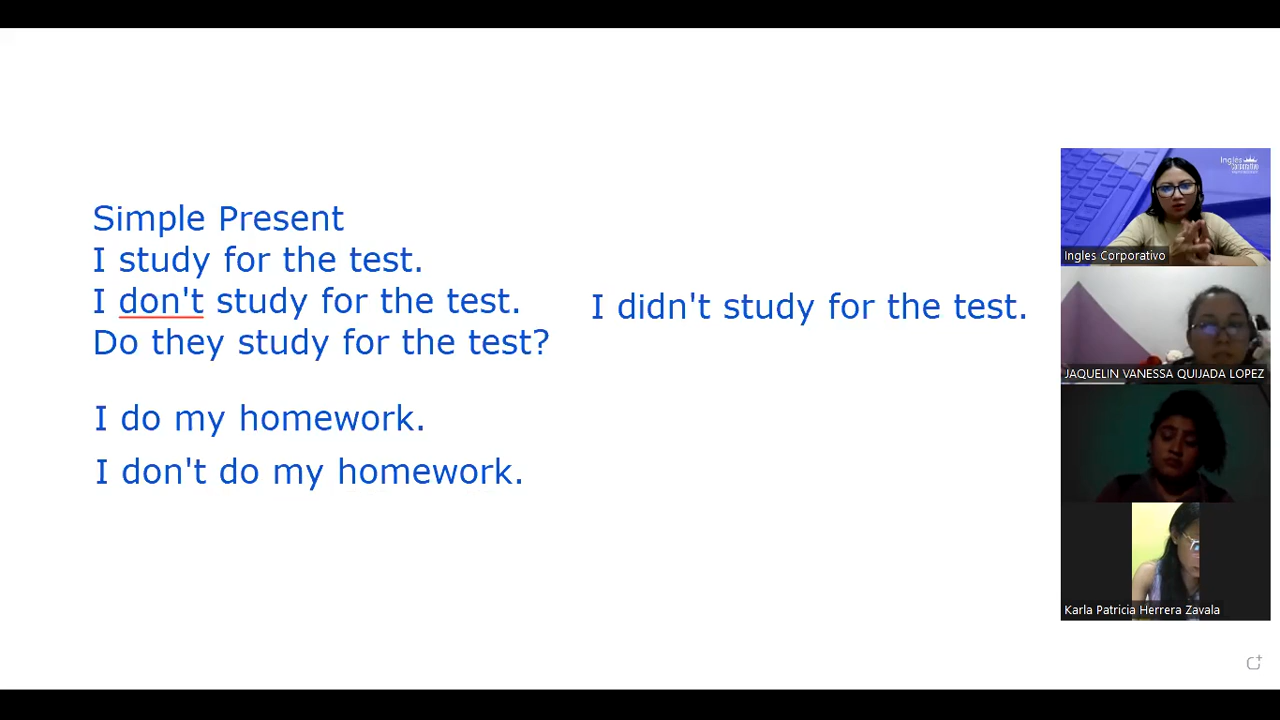 Simple Present
I study for the test.
I don't study for the test.
I didn't study for the test.
Do they study for the test?
I do my homework.
I don't do my homework.
Ingles Corporativo
Ingles Corporativo
JAQUELIN VANESSA QUIJADA LOPEZ
Karla Patricia Herrera Zavala